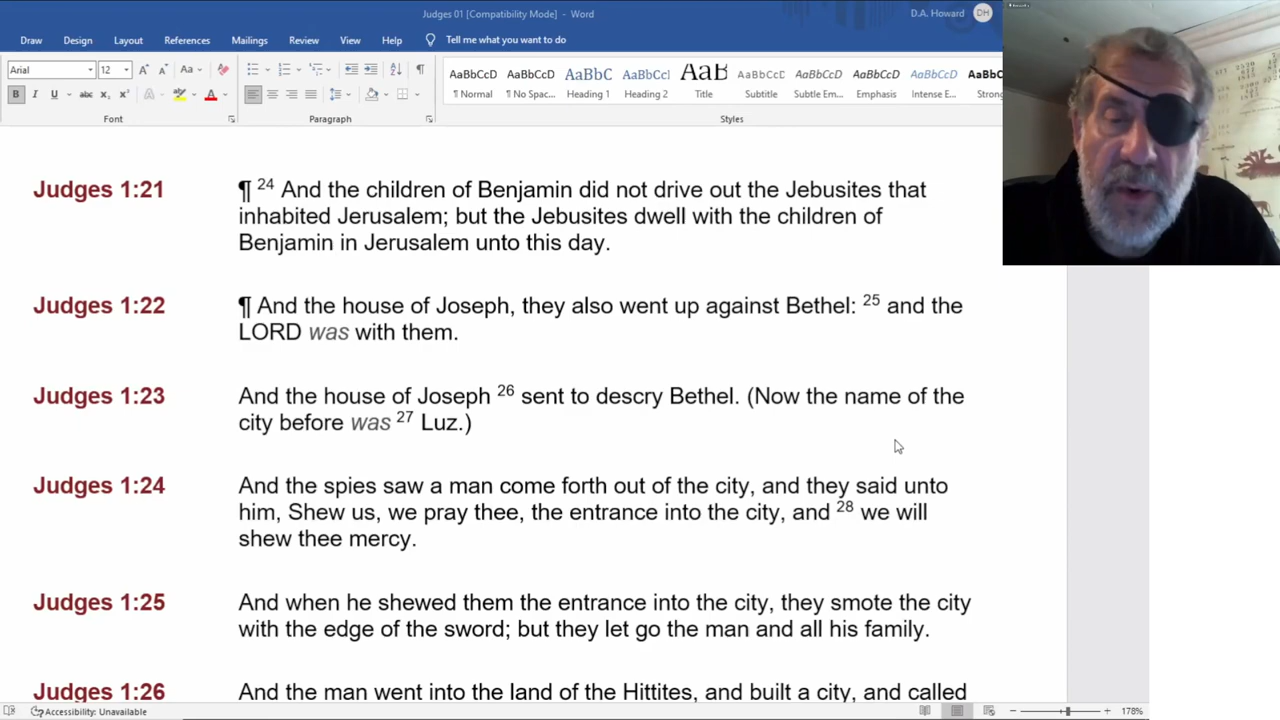 Judges 01 [Compatibility Mode] - Word
D.A. Howard DH
Draw Design Layout References Mailings Review View Help Tell me what you want to do
Arial 12 Aa
AaBbCcD AaBbCcD AaBbC AaBbCcI AaB AaBbCcD AaBbCcD AaBbCcD AaBbCcD AaBbCc
B I U abc A A
¶ Normal ¶ No Spac... Heading 1 Heading 2 Title Subtitle Subtle Em... Emphasis Intense E... Strong
Font Paragraph Styles
Judges 1:21 ¶ 24 And the children of Benjamin did not drive out the Jebusites that
inhabited Jerusalem; but the Jebusites dwell with the children of
Benjamin in Jerusalem unto this day.
Judges 1:22 ¶ And the house of Joseph, they also went up against Bethel: 25 and the
LORD was with them.
Judges 1:23 And the house of Joseph 26 sent to descry Bethel. (Now the name of the
city before was 27 Luz.)
Judges 1:24 And the spies saw a man come forth out of the city, and they said unto
him, Shew us, we pray thee, the entrance into the city, and 28 we will
shew thee mercy.
Judges 1:25 And when he shewed them the entrance into the city, they smote the city
with the edge of the sword; but they let go the man and all his family.
Judges 1:26 And the man went into the land of the Hittites, and built a city, and called
Accessibility: Unavailable 178%